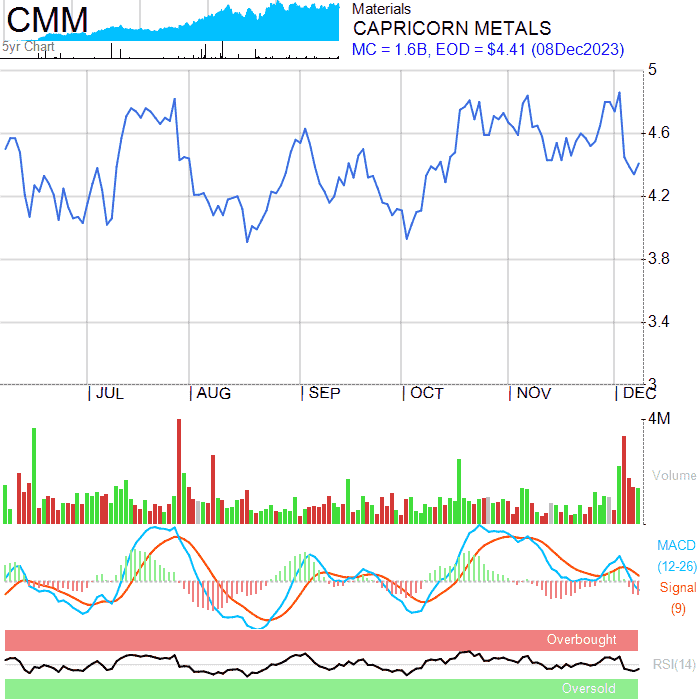 CMM
5yr Chart
Materials
CAPRICORN METALS
MC = 1.6B, EOD = $4.41 (08Dec2023)
5
4.6
4.2
3.8
3.4
3
JUL AUG SEP OCT NOV DEC
4M
Volume
MACD
(12-26)
Signal
(9)
Overbought
RSI(14)
Oversold